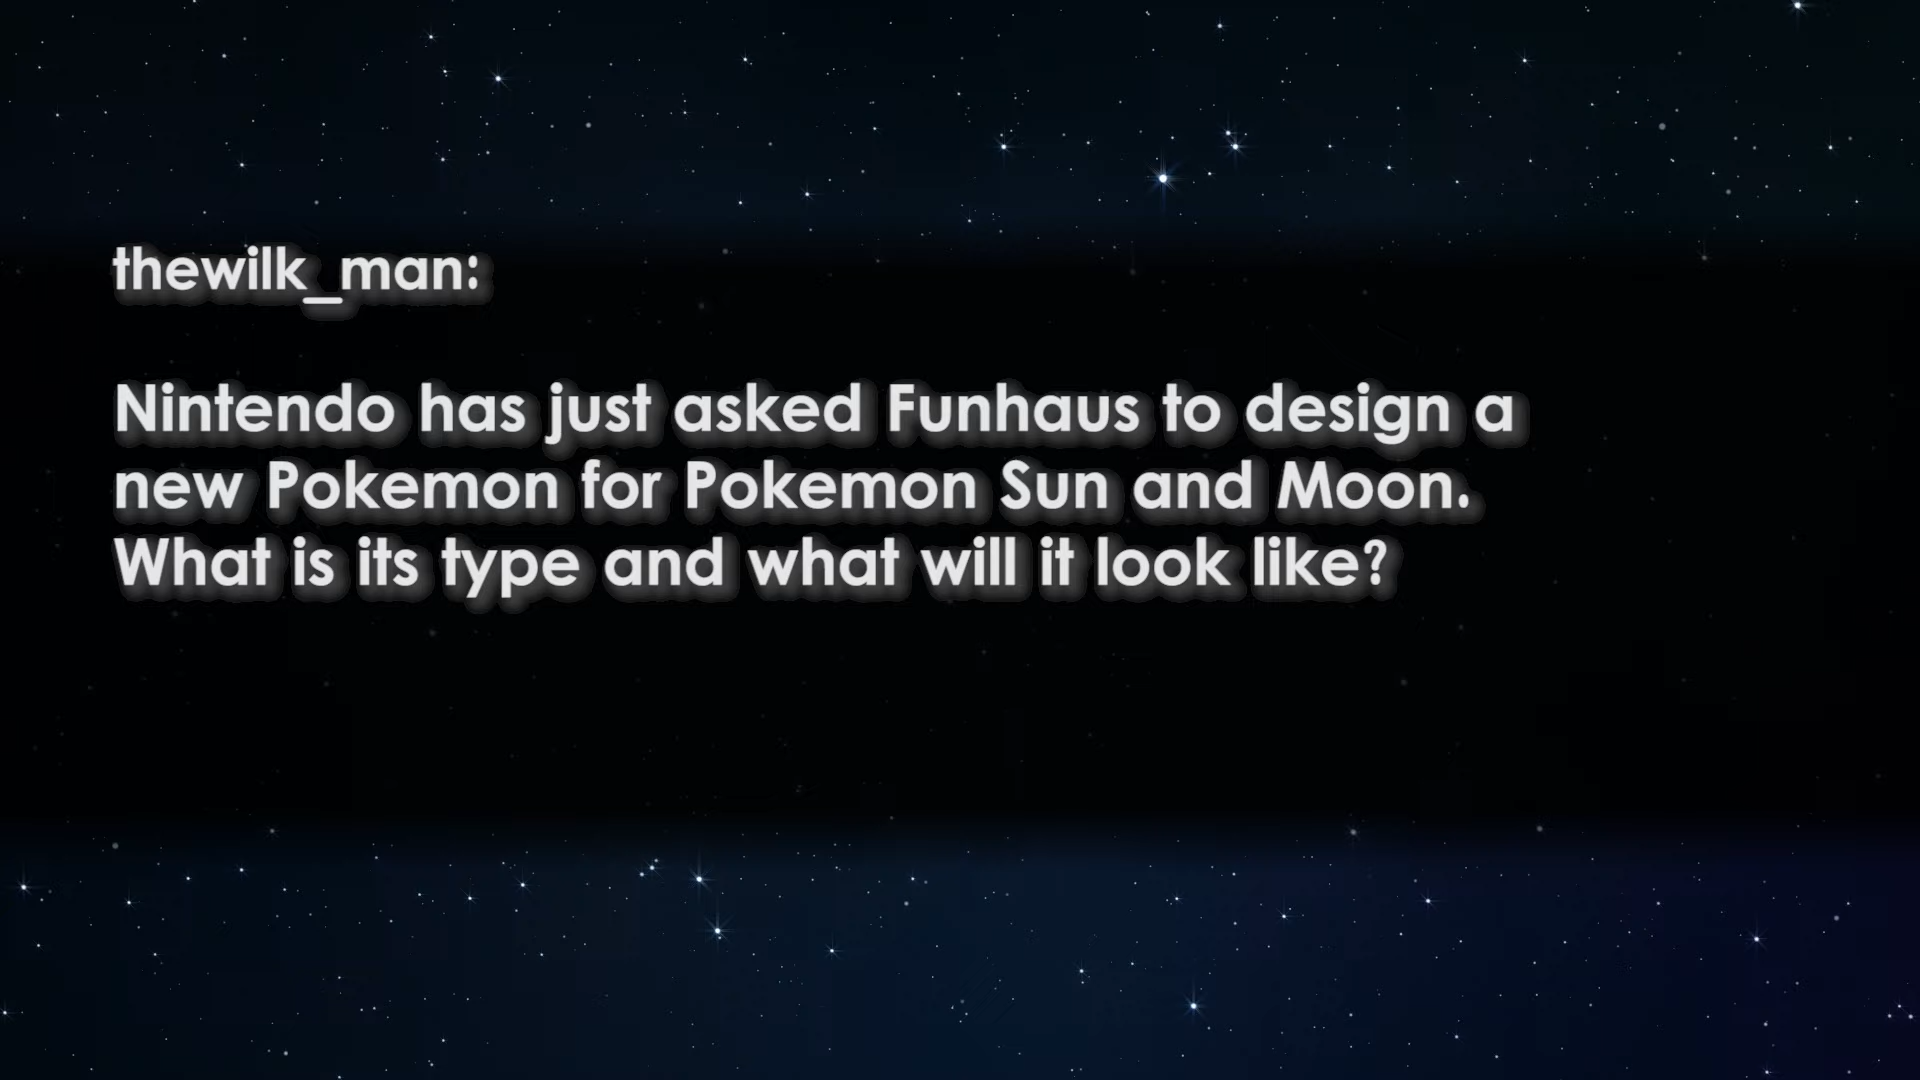 thewilk_man:
Nintendo has just asked Funhaus to design a
new Pokemon for Pokemon Sun and Moon.
What is its type and what will it look like?